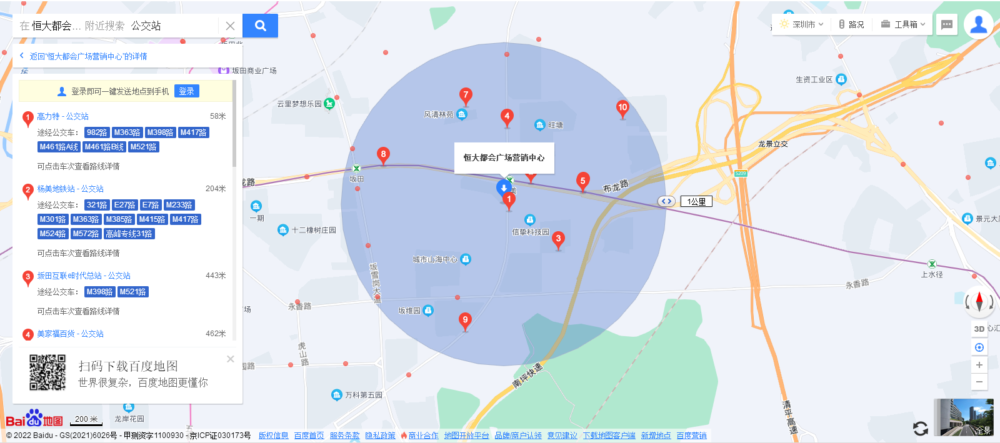 在 恒大都会... 附近搜索 公交站
返回"恒大都会广场营销中心"的详情
登录即可一键发送地点到手机 登录
1 高力特 - 公交站 58米
途经公交车： 982路 M363路 M398路 M417路
M461路A线 M461路B线 M521路
可点击车次查看路线详情
2 杨美地铁站 - 公交站 204米
途经公交车： 321路 E27路 E7路 M233路
M301路 M363路 M385路 M415路 M417路
M524路 M572路 高峰专线31路
可点击车次查看路线详情
3 坂田互联e时代总站 - 公交站 443米
途经公交车： M398路 M521路
可点击车次查看路线详情
4 美家福百货 - 公交站 462米
扫码下载百度地图
世界很复杂，百度地图更懂你
深圳市 路况 工具箱
坂田商业广场
生资工业区
云里梦想乐园
7
风清林苑
4
10
旺塘
龙景立交
8
恒大都会广场营销中心
坂田
S209
龙路
5
布龙路
美
1
1公里
一期
十二橡树庄园
信挚科技园
3
景元大厦
城市山海中心
坂雪岗大道
上水径
永香路
永香路
广场
坂维园
9
3D
心汇
虎山路
园路
南坪快速
万科第五园
龙岸花园
清平高速
全景
Bai du 地图
200 米
© 2022 Baidu - GS(2021)6026号 - 甲测资字1100930 - 京ICP证030173号 版权信息 百度首页 服务条款 隐私政策 商业合作 地图开放平台 品牌/商户认领 意见建议 下载地图客户端 新增地点 百度营销